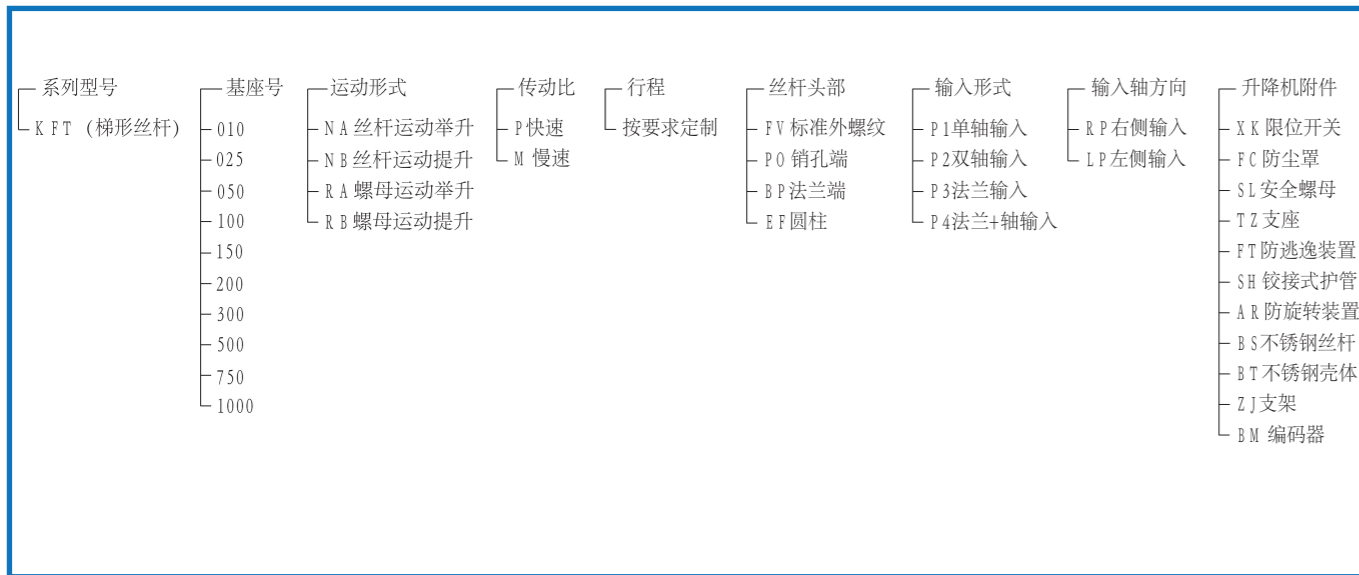 系列型号
KFT (梯形丝杆)
基座号
010
025
050
100
150
200
300
500
750
1000
运动形式
NA丝杆运动举升
NB丝杆运动提升
RA螺母运动举升
RB螺母运动提升
传动比
P快速
M慢速
行程
按要求定制
丝杆头部
FV标准外螺纹
PO销孔端
BP法兰端
EF圆柱
输入形式
P1单轴输入
P2双轴输入
P3法兰输入
P4法兰+轴输入
输入轴方向
RP右侧输入
LP左侧输入
升降机附件
XK限位开关
FC防尘罩
SL安全螺母
TZ支座
FT防逃逸装置
SH铰接式护管
AR防旋转装置
BS不锈钢丝杆
BT不锈钢壳体
ZJ支架
BM编码器